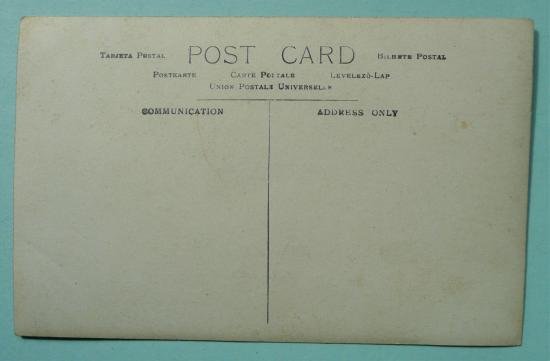 TARJETA POSTAL POST CARD BILHETE POSTAL
POSTKARTE CARTE POSTALE LEVELEZÖ-LAP
UNION POSTALE UNIVERSELLE
COMMUNICATION ADDRESS ONLY